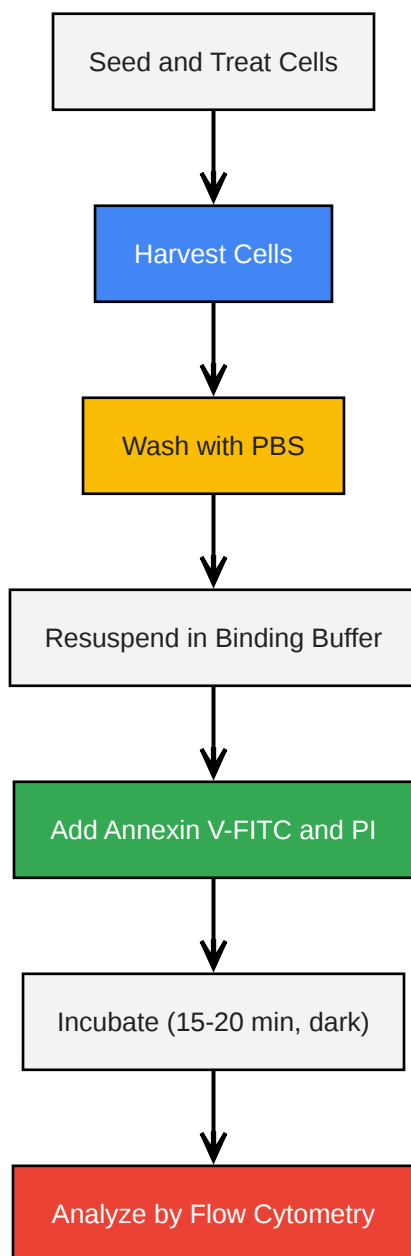 Seed and Treat Cells
Harvest Cells
Wash with PBS
Resuspend in Binding Buffer
Add Annexin V-FITC and PI
Incubate (15-20 min, dark)
Analyze by Flow Cytometry